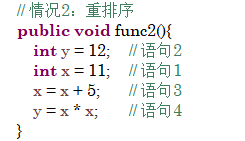 //情况2：重排序
public void func2(){
int y = 12; //语句2
int x = 11; //语句1
x = x + 5; //语句3
y = x * x; //语句4
}